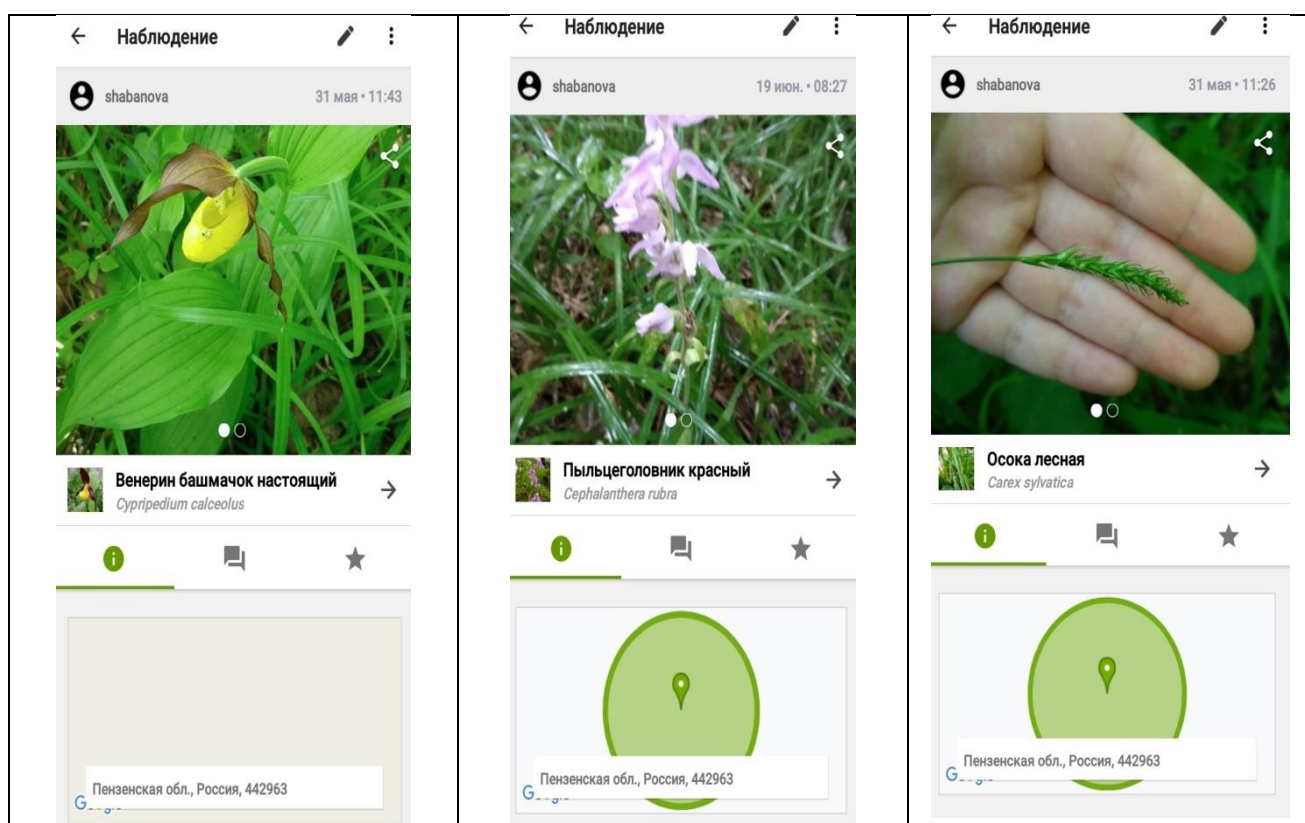 Наблюдение
shabanova 31 мая • 11:43
Венерин башмачок настоящий
Cypripedium calceolus
Пензенская обл., Россия, 442963
Наблюдение
shabanova 19 июн. • 08:27
Пыльцеголовник красный
Cephalanthera rubra
Пензенская обл., Россия, 442963
Наблюдение
shabanova 31 мая • 11:26
Осока лесная
Carex sylvatica
Пензенская обл., Россия, 442963